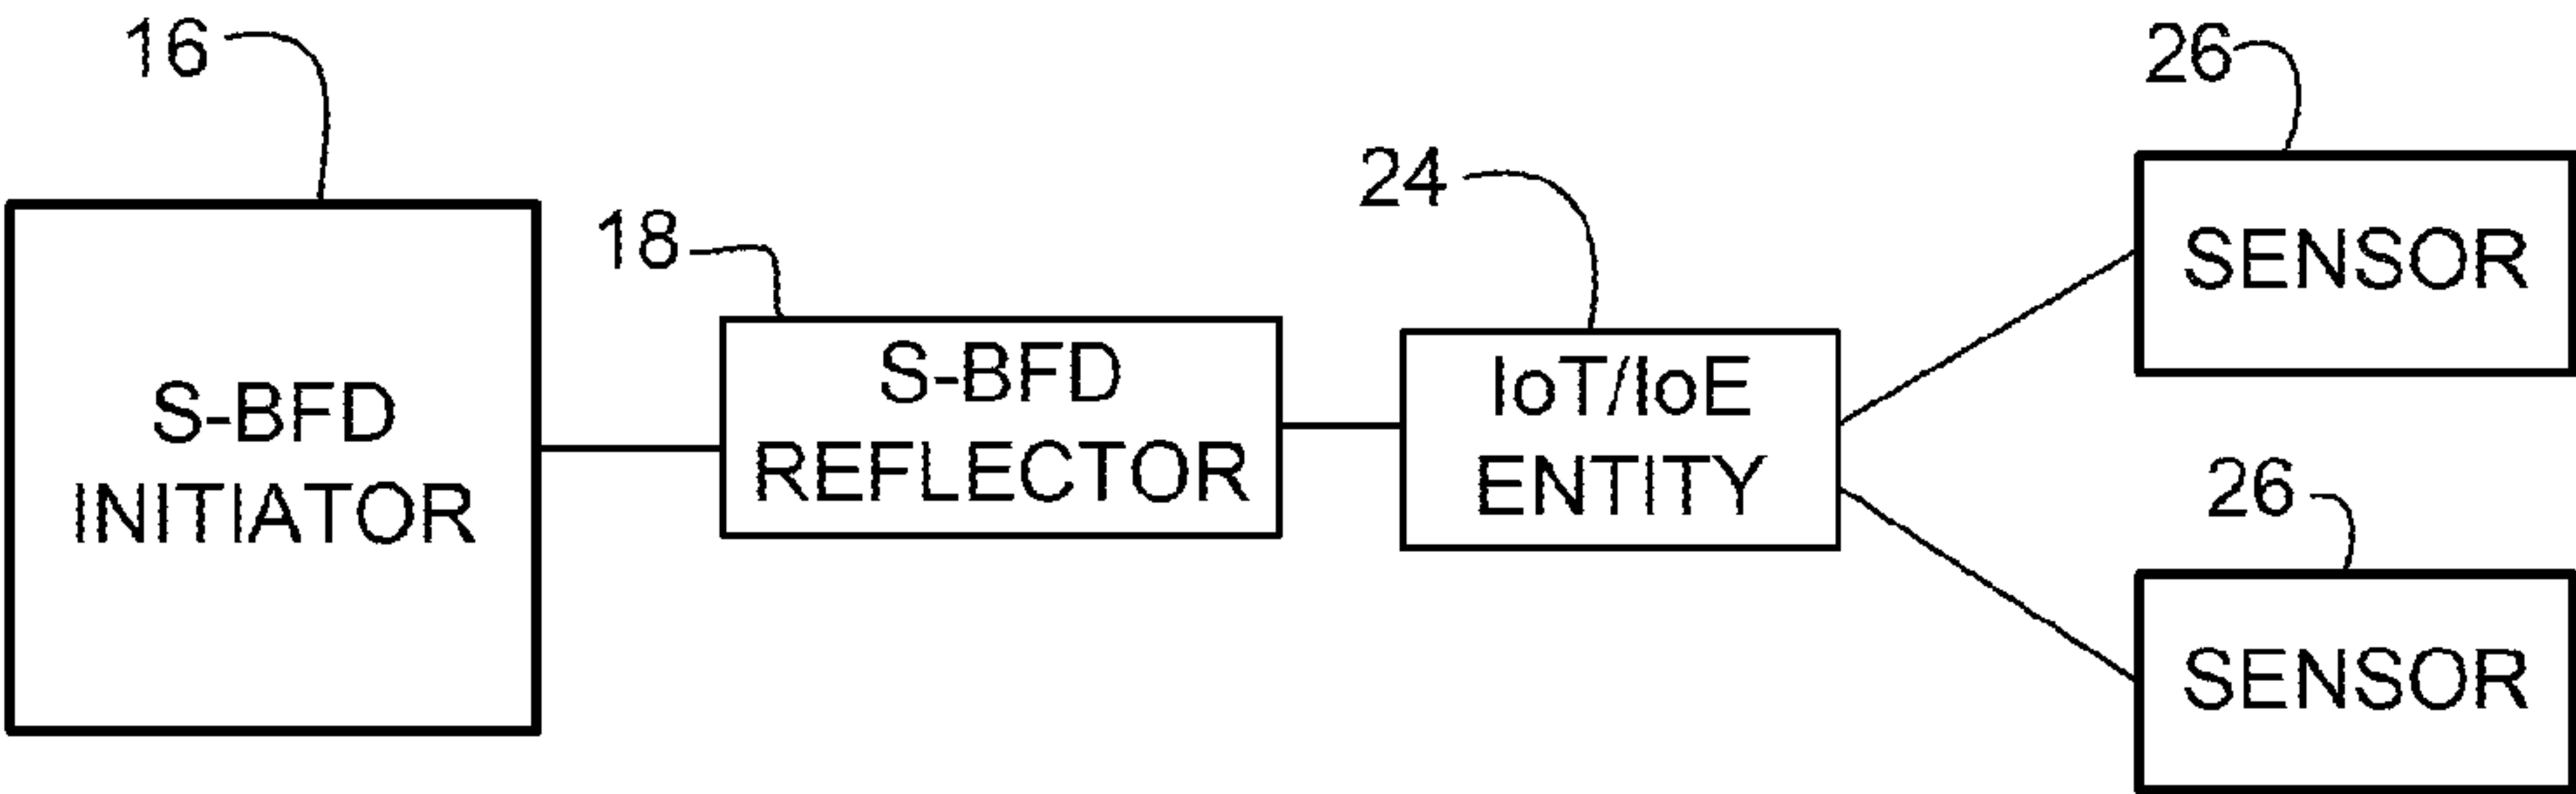 16
26
24
18
SENSOR
S-BFD
INITIATOR
S-BFD
REFLECTOR
IoT/IoE
ENTITY
26
SENSOR